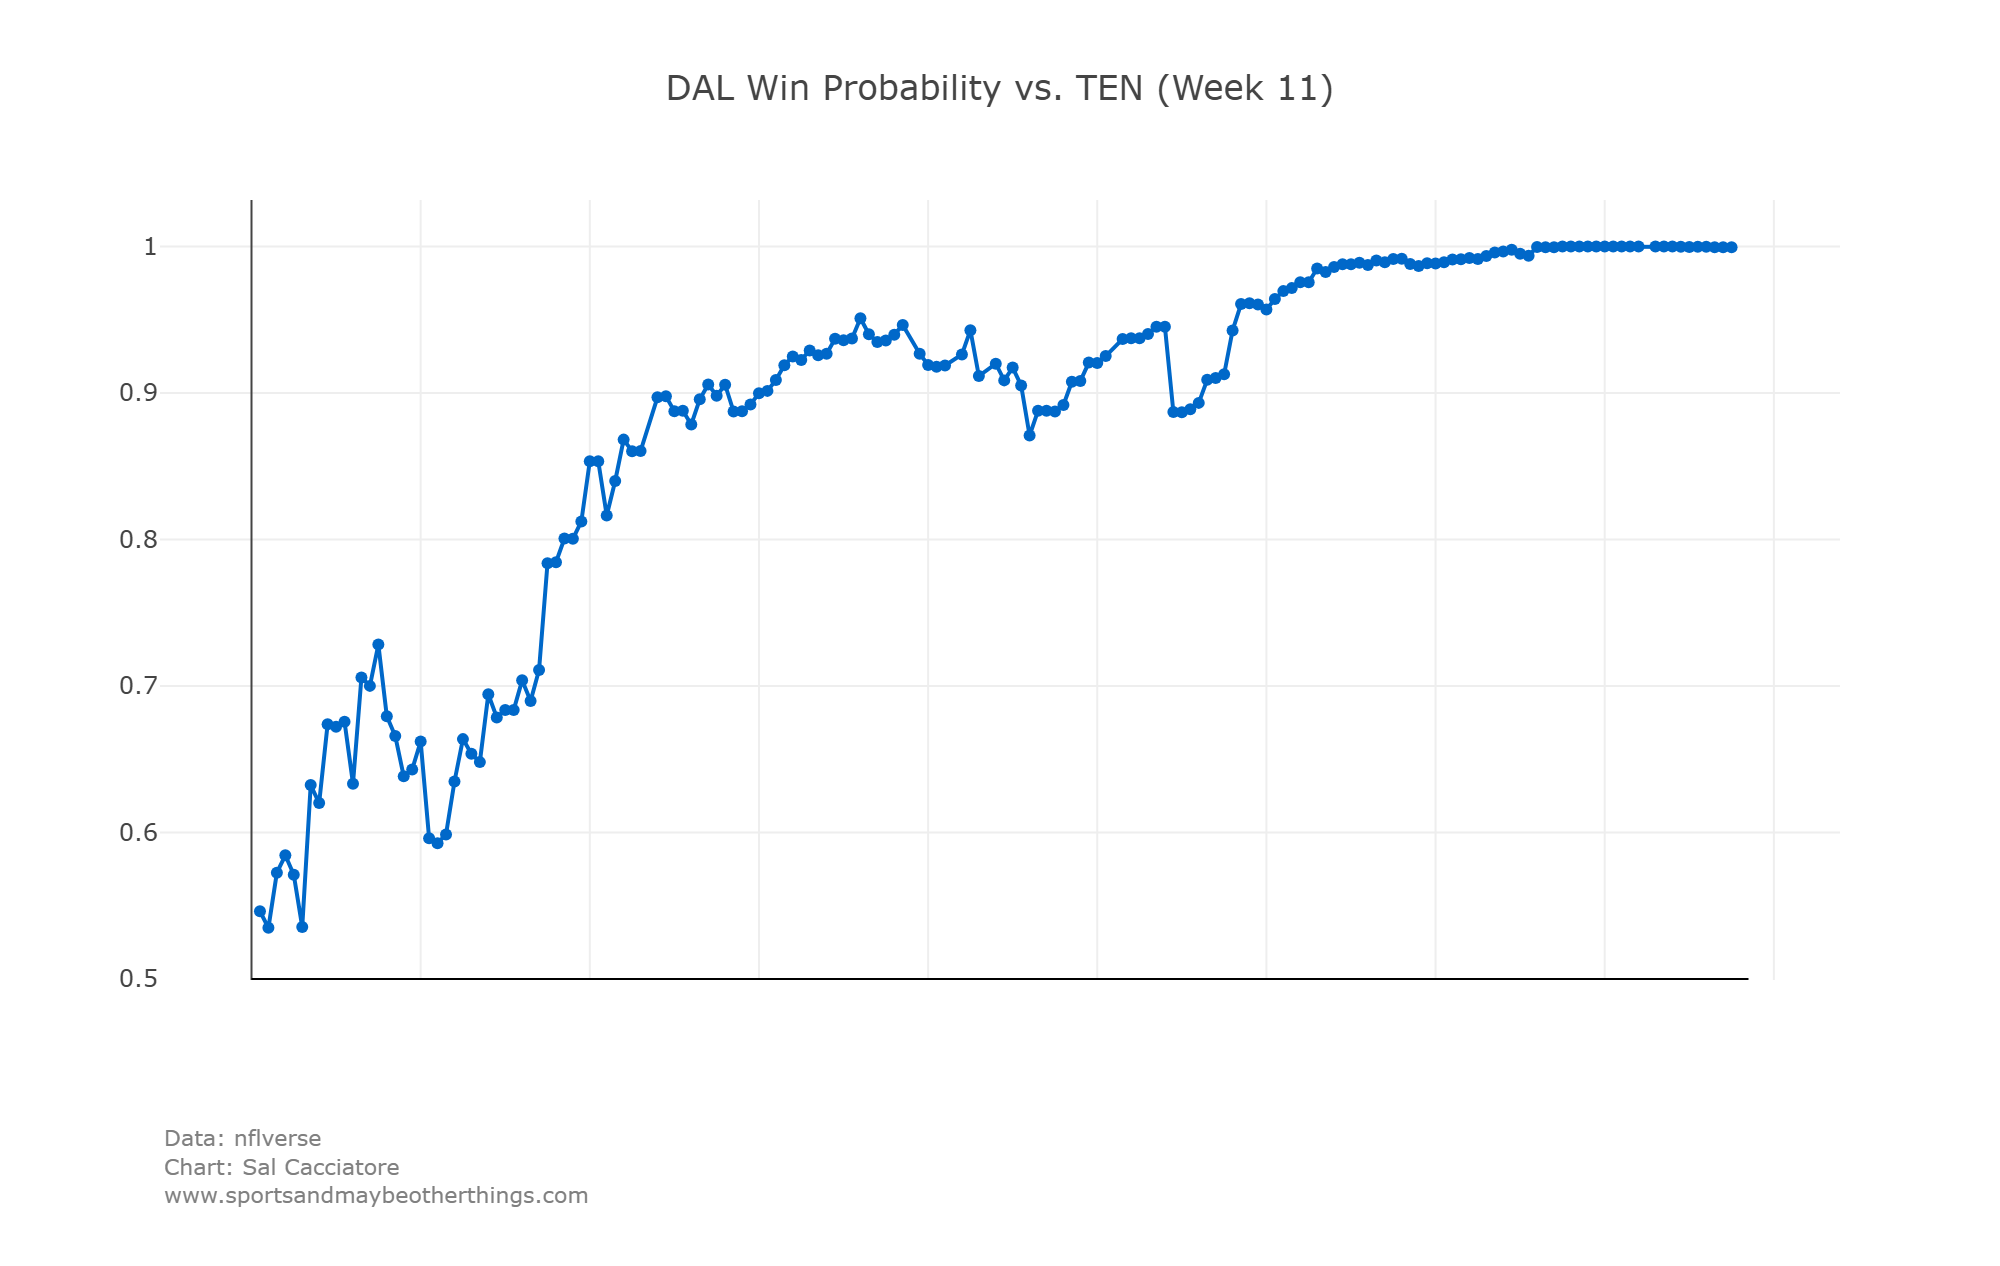 DAL Win Probability vs. TEN (Week 11)
1
0.9
0.8
0.7
0.6
0.5
Data: nflverse
Chart: Sal Cacciatore
www.sportsandmaybeotherthings.com